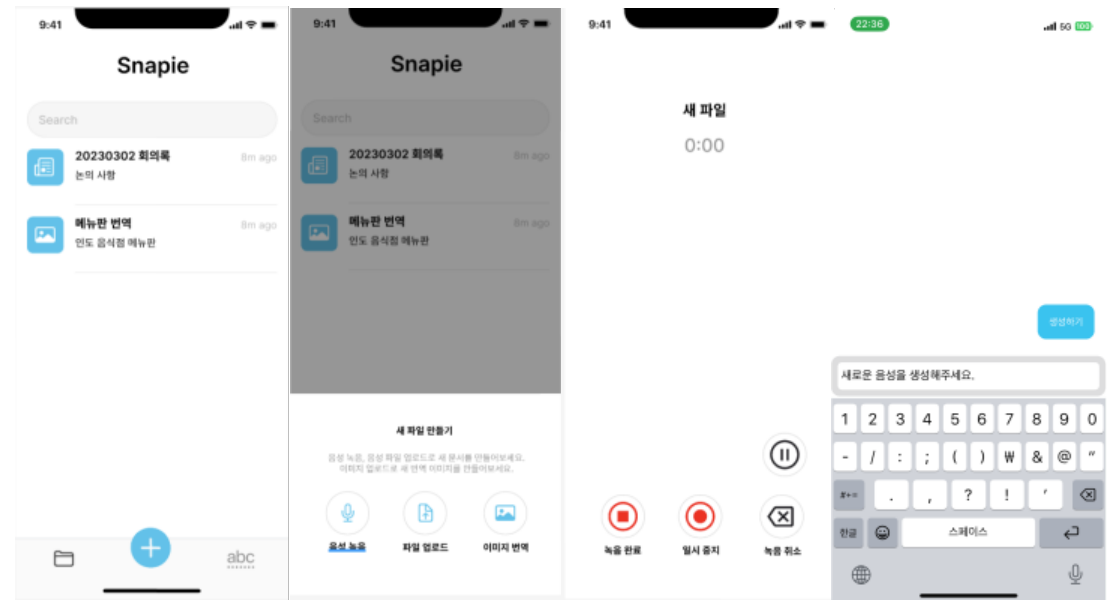 9:41
Snapie
Search
20230302 회의록
8m ago
논의 사항
메뉴판 번역
8m ago
인도 음식점 메뉴판
abc
9:41
Snapie
Search
20230302 회의록
8m ago
논의 사항
메뉴판 번역
8m ago
인도 음식점 메뉴판
새 파일 만들기
음성 녹음, 음성 파일 업로드로 새 문서를 만들어보세요.
이미지 업로드로 새 번역 이미지를 만들어보세요.
음성 녹음
파일 업로드
이미지 번역
9:41
새 파일
0:00
녹음 완료
일시 중지
녹음 취소
22:36
5G 100
생성하기
새로운 음성을 생성해주세요.
1 2 3 4 5 6 7 8 9 0
- / : ; ( ) ₩ & @ "
#+= . , ? ! '
한글
스페이스